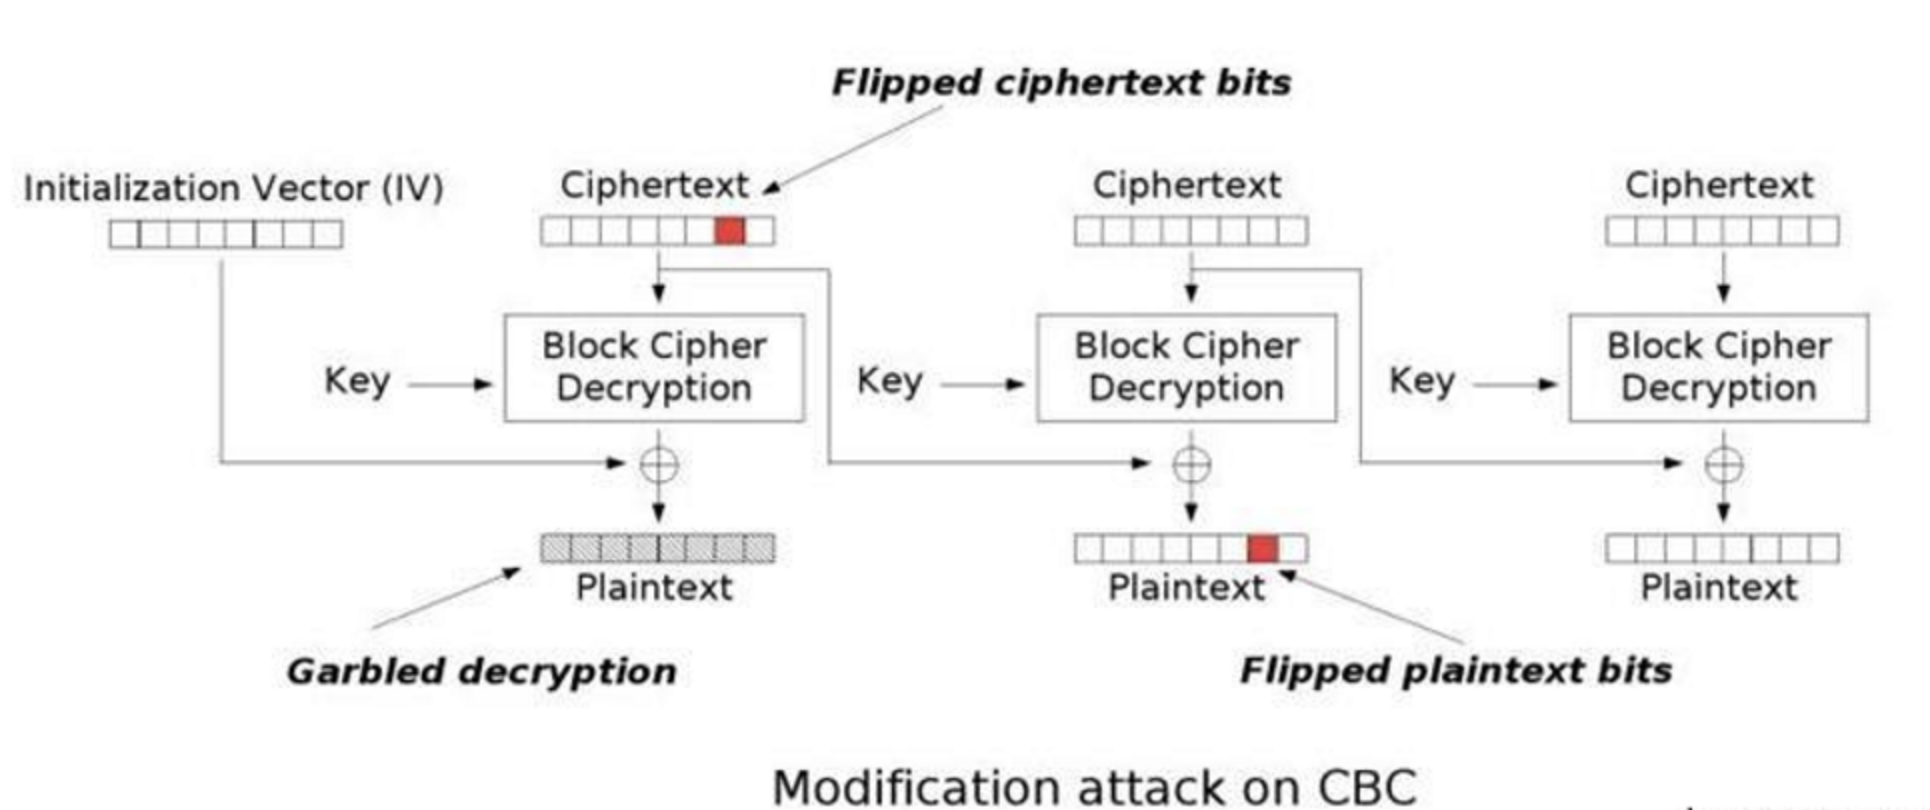 Flipped ciphertext bits
Initialization Vector (IV)
Ciphertext
Ciphertext
Ciphertext
Key
Block Cipher
Decryption
Key
Block Cipher
Decryption
Key
Block Cipher
Decryption
Plaintext
Plaintext
Plaintext
Garbled decryption
Flipped plaintext bits
Modification attack on CBC